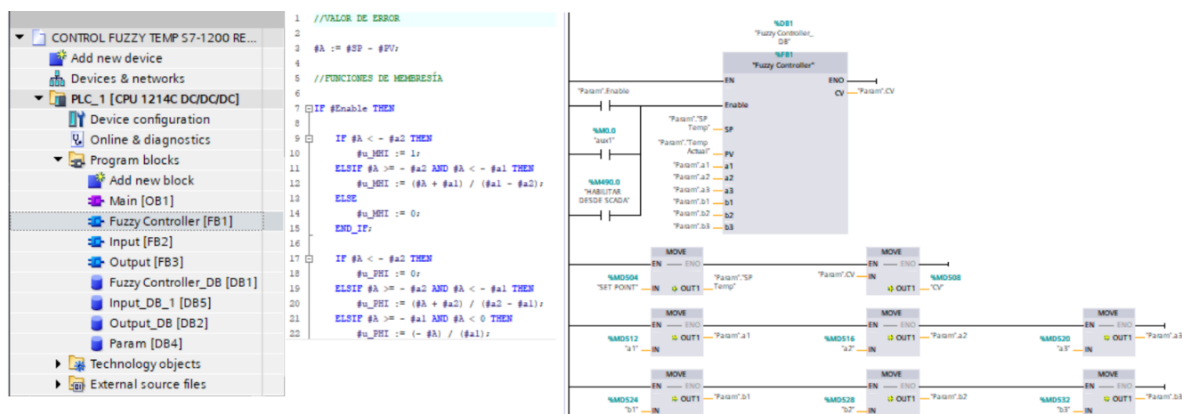 CONTROL FUZZY TEMP S7-1200 RE...
Add new device
Devices & networks
PLC_1 [CPU 1214C DC/DC/DC]
Device configuration
Online & diagnostics
Program blocks
Add new block
Main [OB1]
Fuzzy Controller [FB1]
Input [FB2]
Output [FB3]
Fuzzy Controller_DB [DB1]
Input_DB_1 [DB5]
Output_DB [DB2]
Param [DB4]
Technology objects
External source files
1 //VALOR DE ERROR
2
3 #A := #SP - #PV;
4
5 //FUNCIONES DE MEMBRESÍA
6
7 IF #Enable THEN
8
9 IF #A < - #a2 THEN
10 #u_MHI := 1;
11 ELSIF #A >= - #a2 AND #A < - #a1 THEN
12 #u_MHI := (#A + #a1) / (#a1 - #a2);
13 ELSE
14 #u_MHI := 0;
15 END_IF;
16
17 IF #A < - #a2 THEN
18 #u_PHI := 0;
19 ELSIF #A >= - #a2 AND #A < - #a1 THEN
20 #u_PHI := (#A + #a2) / (#a2 - #a1);
21 ELSIF #A >= - #a1 AND #A < 0 THEN
22 #u_PHI := (- #A) / (#a1);
%DB1
"Fuzzy Controller_
DB"
%FB1
"Fuzzy Controller"
EN ENO
CV "Param".CV
"Param".Enable
Enable
%M0.0
"aux1"
%M490.0
"HABILITAR
DESDE SCADA"
"Param"."SP
Temp" SP
"Param"."Temp
Actual" PV
"Param".a1 a1
"Param".a2 a2
"Param".a3 a3
"Param".b1 b1
"Param".b2 b2
"Param".b3 b3
MOVE MOVE
EN ENO EN ENO
%MD504
"SET POINT" IN OUT1 "Param"."SP
Temp"
"Param".CV IN OUT1 %MD508
"CV"
MOVE MOVE MOVE
EN ENO EN ENO EN ENO
%MD512
"a1" IN OUT1 "Param".a1
%MD516
"a2" IN OUT1 "Param".a2
%MD520
"a3" IN OUT1 "Param".a3
MOVE MOVE MOVE
EN ENO EN ENO EN ENO
%MD524
"b1" IN OUT1 "Param".b1
%MD528
"b2" IN OUT1 "Param".b2
%MD532
"b3" IN OUT1 "Param".b3